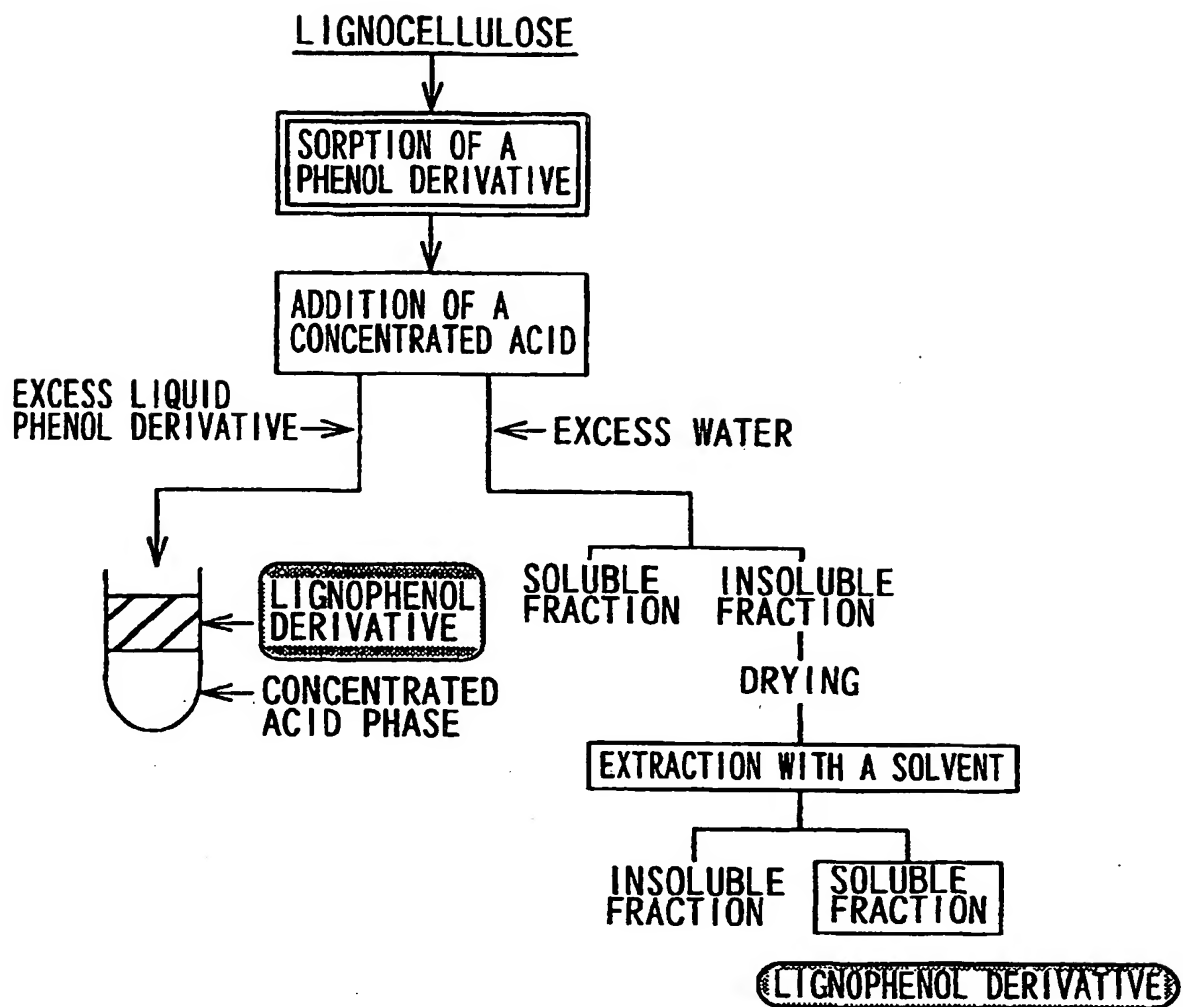 LIGNOCELLULOSE
SORPTION OF A
PHENOL DERIVATIVE
ADDITION OF A
CONCENTRATED ACID
EXCESS LIQUID
PHENOL DERIVATIVE
EXCESS WATER
LIGNOPHENOL
DERIVATIVE
CONCENTRATED
ACID PHASE
SOLUBLE
FRACTION
INSOLUBLE
FRACTION
DRYING
EXTRACTION WITH A SOLVENT
INSOLUBLE
FRACTION
SOLUBLE
FRACTION
LIGNOPHENOL DERIVATIVE